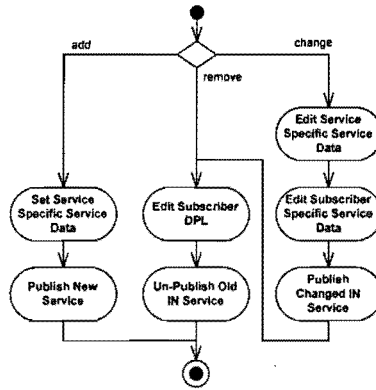 add
change
remove
Edit Service
Specific Service
Data
Set Service
Specific Service
Data
Edit Subscriber
DPL
Edit Subscriber
Specific Service
Data
Publish New
Service
Un-Publish Old
IN Service
Publish
Changed IN
Service